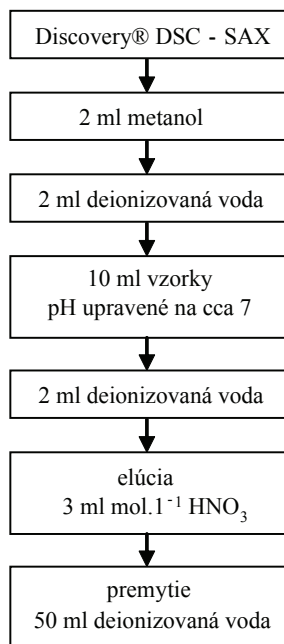 Discovery® DSC - SAX
2 ml metanol
2 ml deionizovaná voda
10 ml vzorky
pH upravené na cca 7
2 ml deionizovaná voda
elúcia
3 ml mol.1⁻¹ HNO₃
premytie
50 ml deionizovaná voda